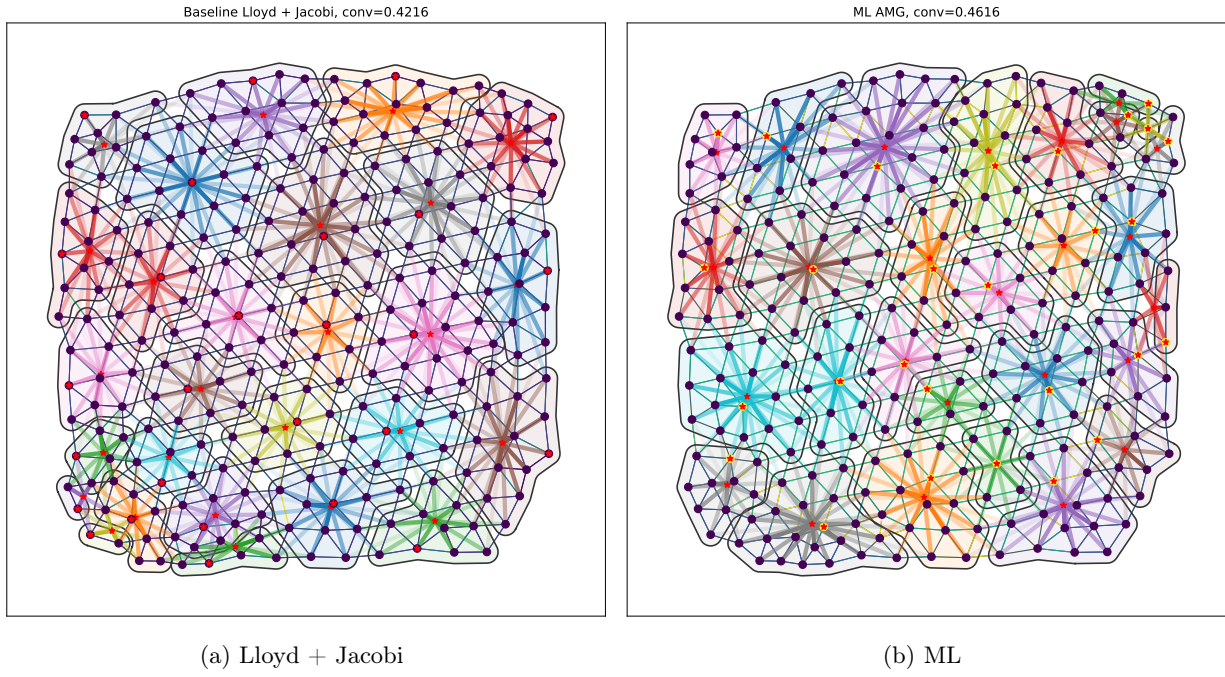 Baseline Lloyd + Jacobi, conv=0.4216
ML AMG, conv=0.4616
(a) Lloyd + Jacobi
(b) ML